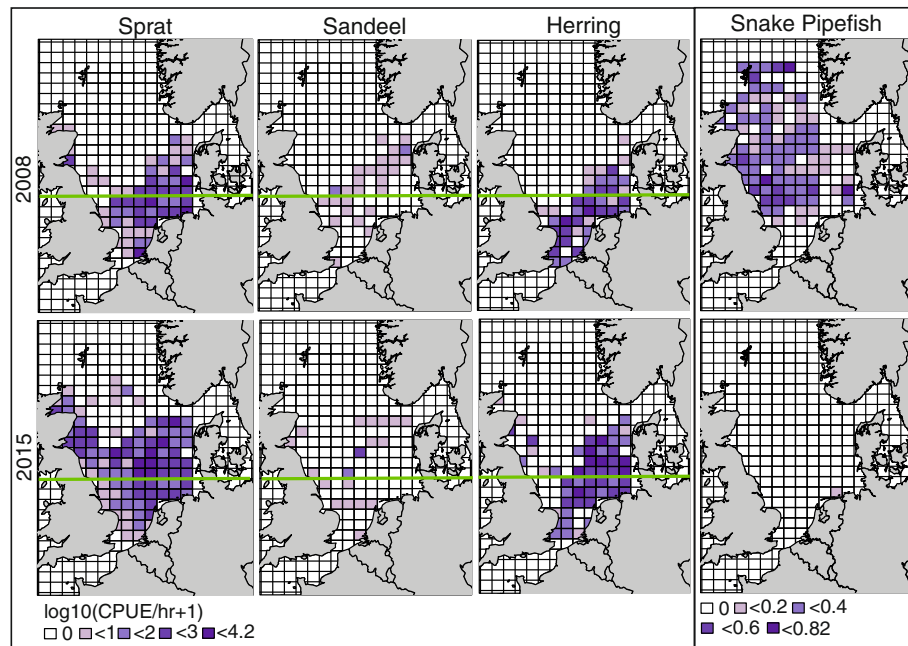 Sprat Sandeel Herring Snake Pipefish
2008
2015
log10(CPUE/hr+1)
0 <1 <2 <3 <4.2
0 <0.2 <0.4
<0.6 <0.82